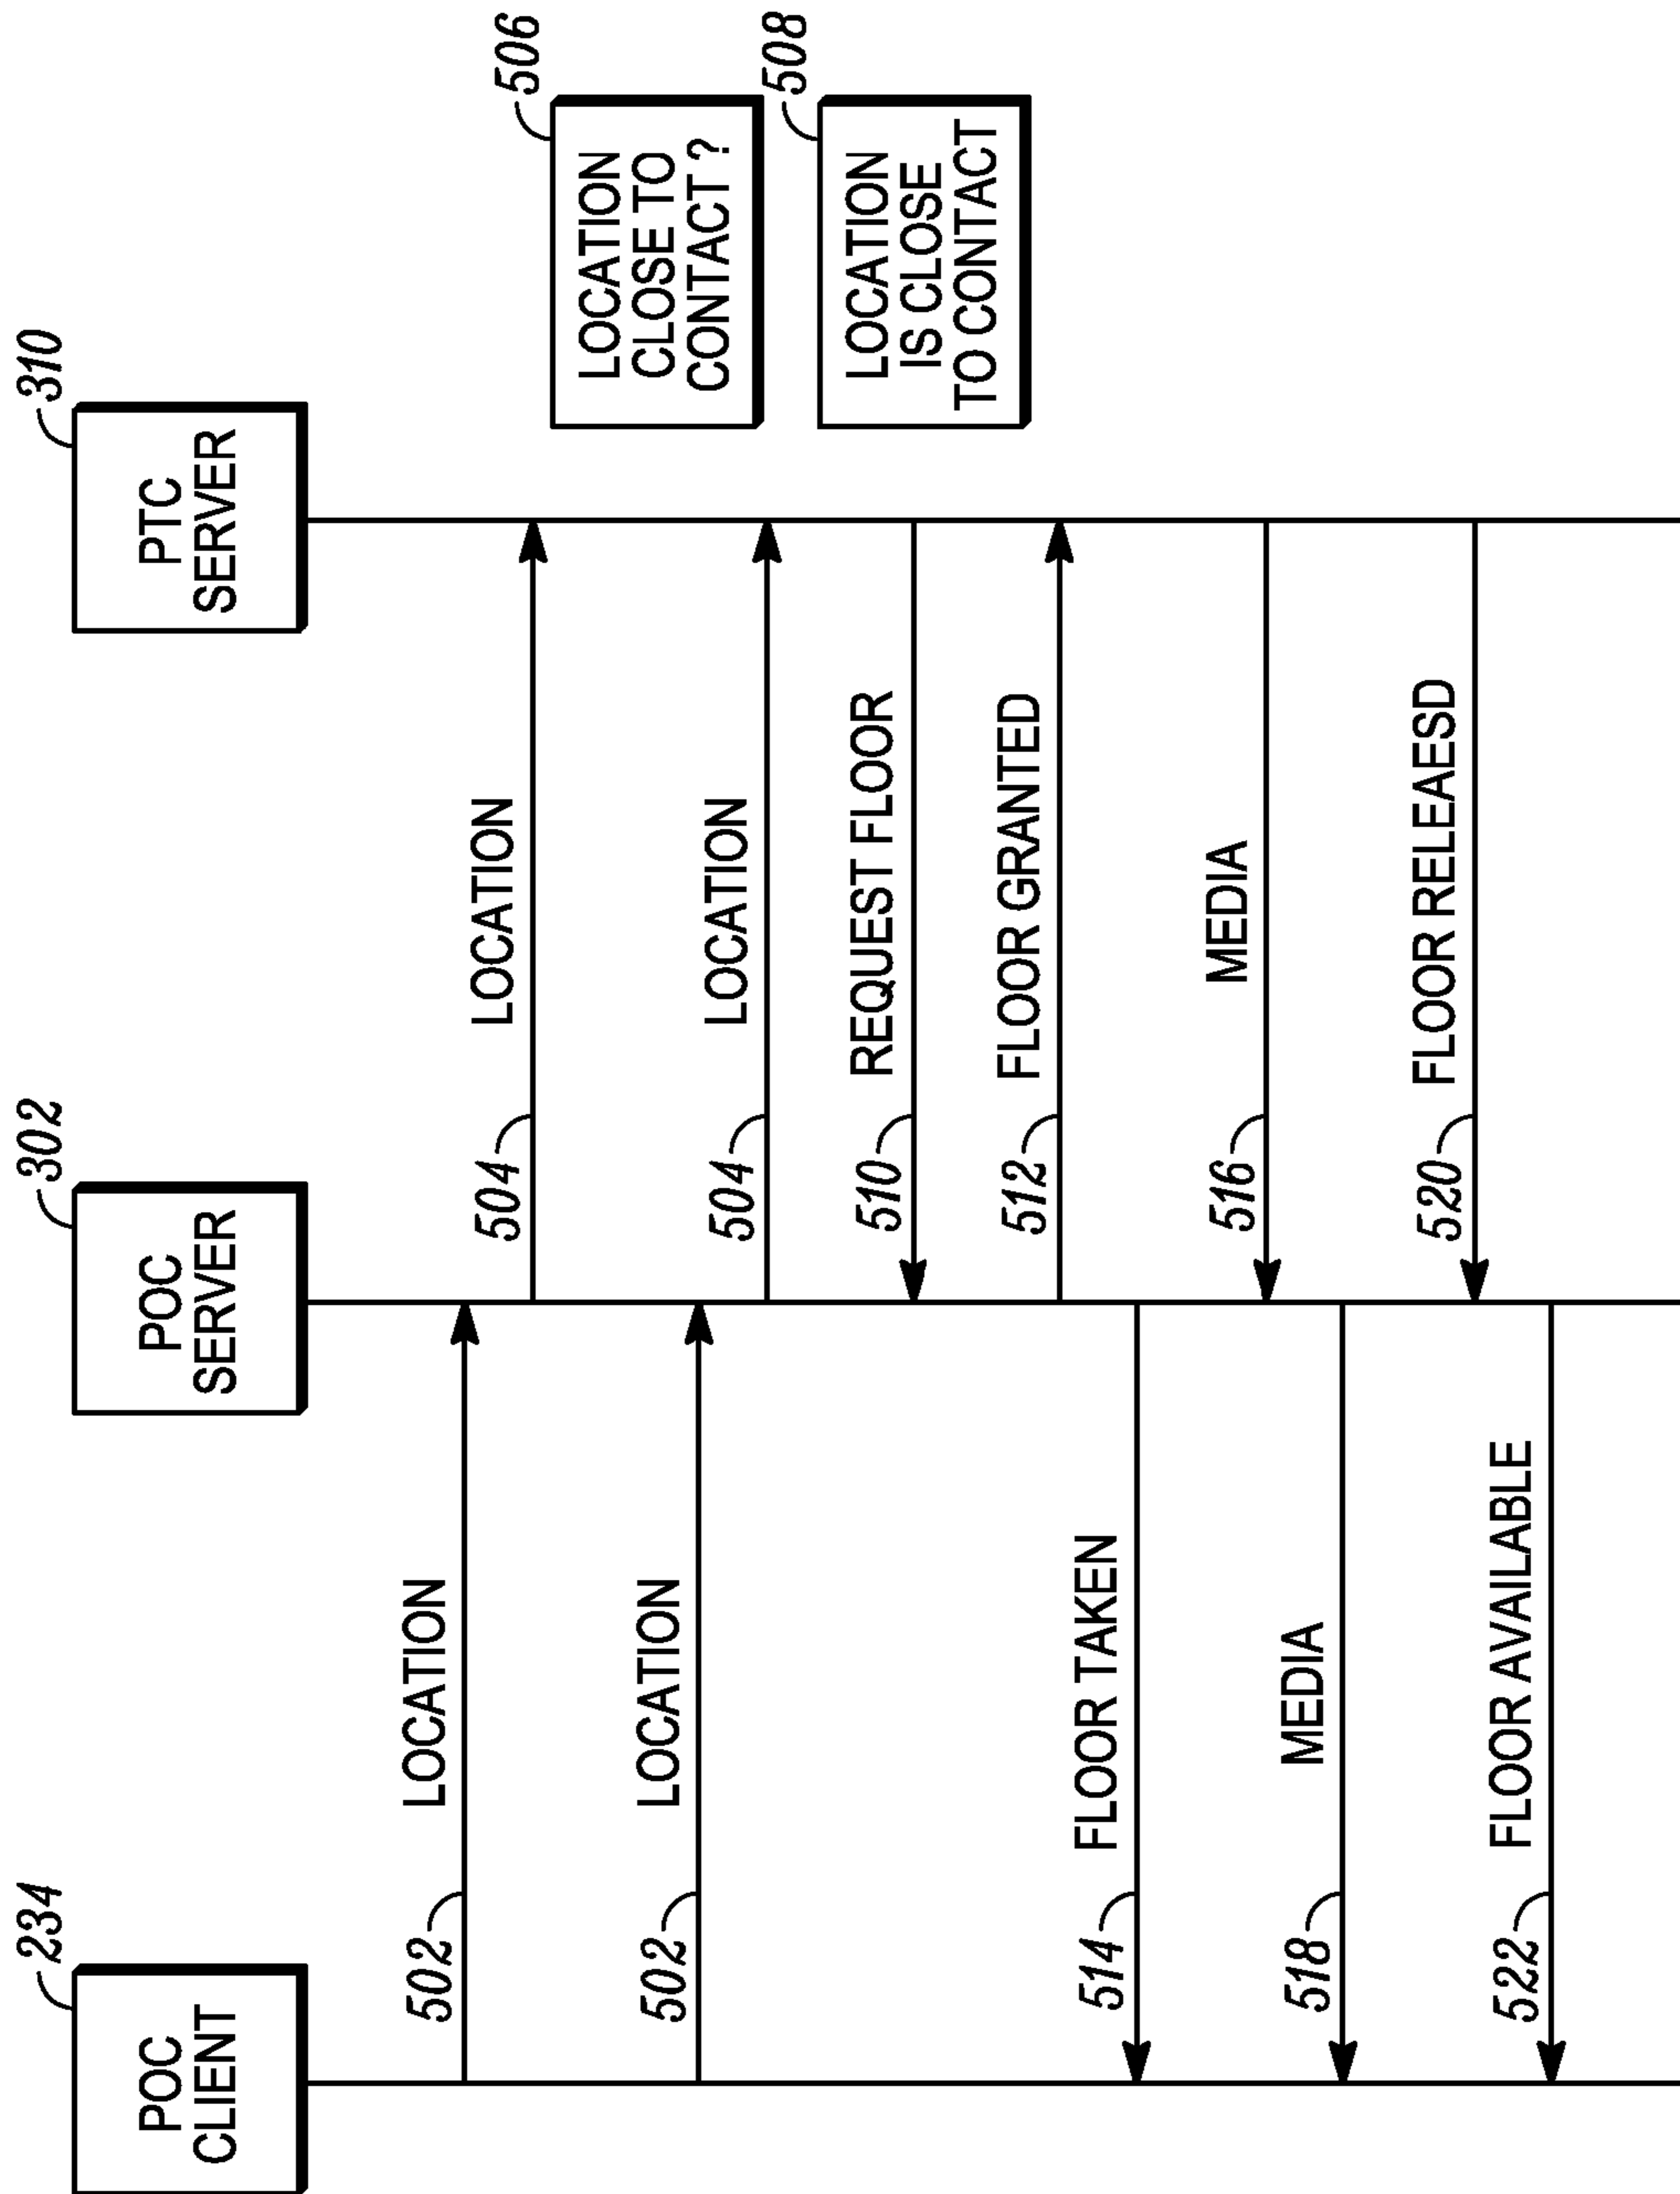 234
POC
CLIENT
302
POC
SERVER
310
PTC
SERVER
502
LOCATION
504
LOCATION
506
LOCATION
CLOSE TO
CONTACT ?
502
LOCATION
504
LOCATION
508
LOCATION
IS CLOSE
TO CONTACT
510
REQUEST FLOOR
512
FLOOR GRANTED
514
FLOOR TAKEN
516
MEDIA
518
MEDIA
520
FLOOR RELEAESD
522
FLOOR AVAILABLE